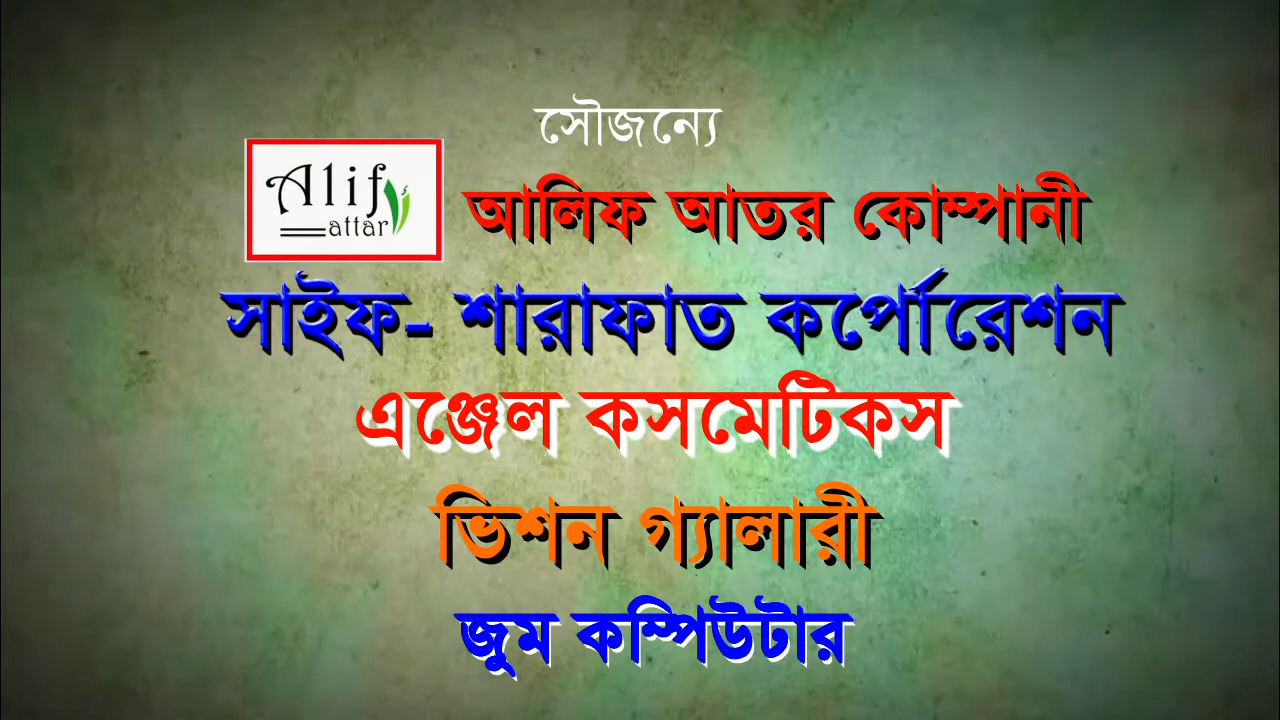 সৌজন্যে
Alif
attar
আলিফ আতর কোম্পানী
সাইফ- শারাফাত কর্পোরেশন
এঞ্জেল কসমেটিকস
ভিশন গ্যালারী
জুম কম্পিউটার